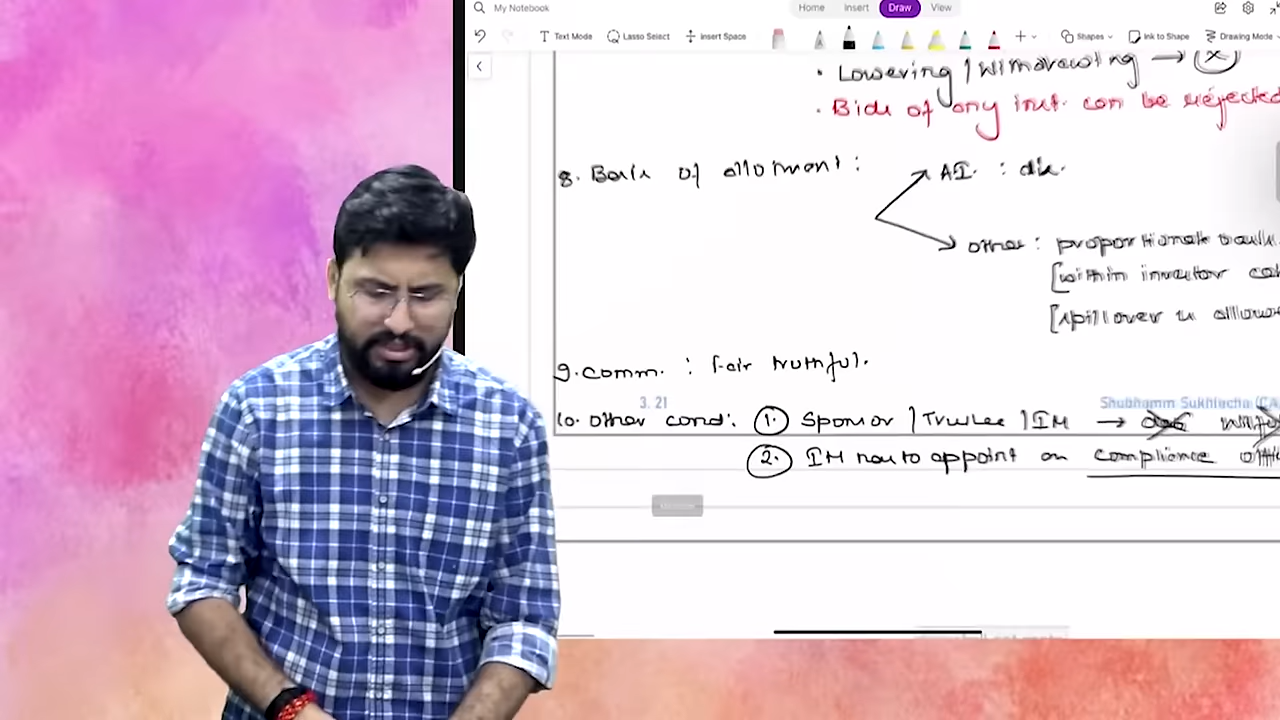 My Notebook
Home Insert Draw View
Text Mode Lasso Select Insert Space Shapes Ink to Shape Drawing Mode
• Lowering / withdrawing → (x)
• Bids of any inst. can be rejected
8. Basis of allotment : AI : dis.
other : proportionate basis.
[within investor cat
[spillover is allowe
9. comm. : Fair truthful.
3. 21 Shubhamm Sukhlecha (CA,
10. other cond: 1. Sponsor / Trustee / IM →
2. IM has to appoint an compliance